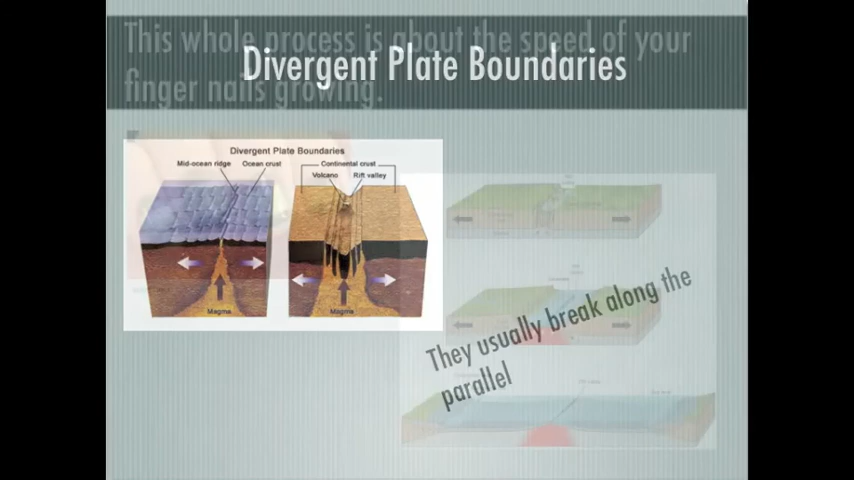 This whole process is about the speed of your
finger nails growing.
Divergent Plate Boundaries
Divergent Plate Boundaries
Mid-ocean ridge Ocean crust Continental crust
Volcano Rift valley
Magma Magma
They usually break along the
parallel